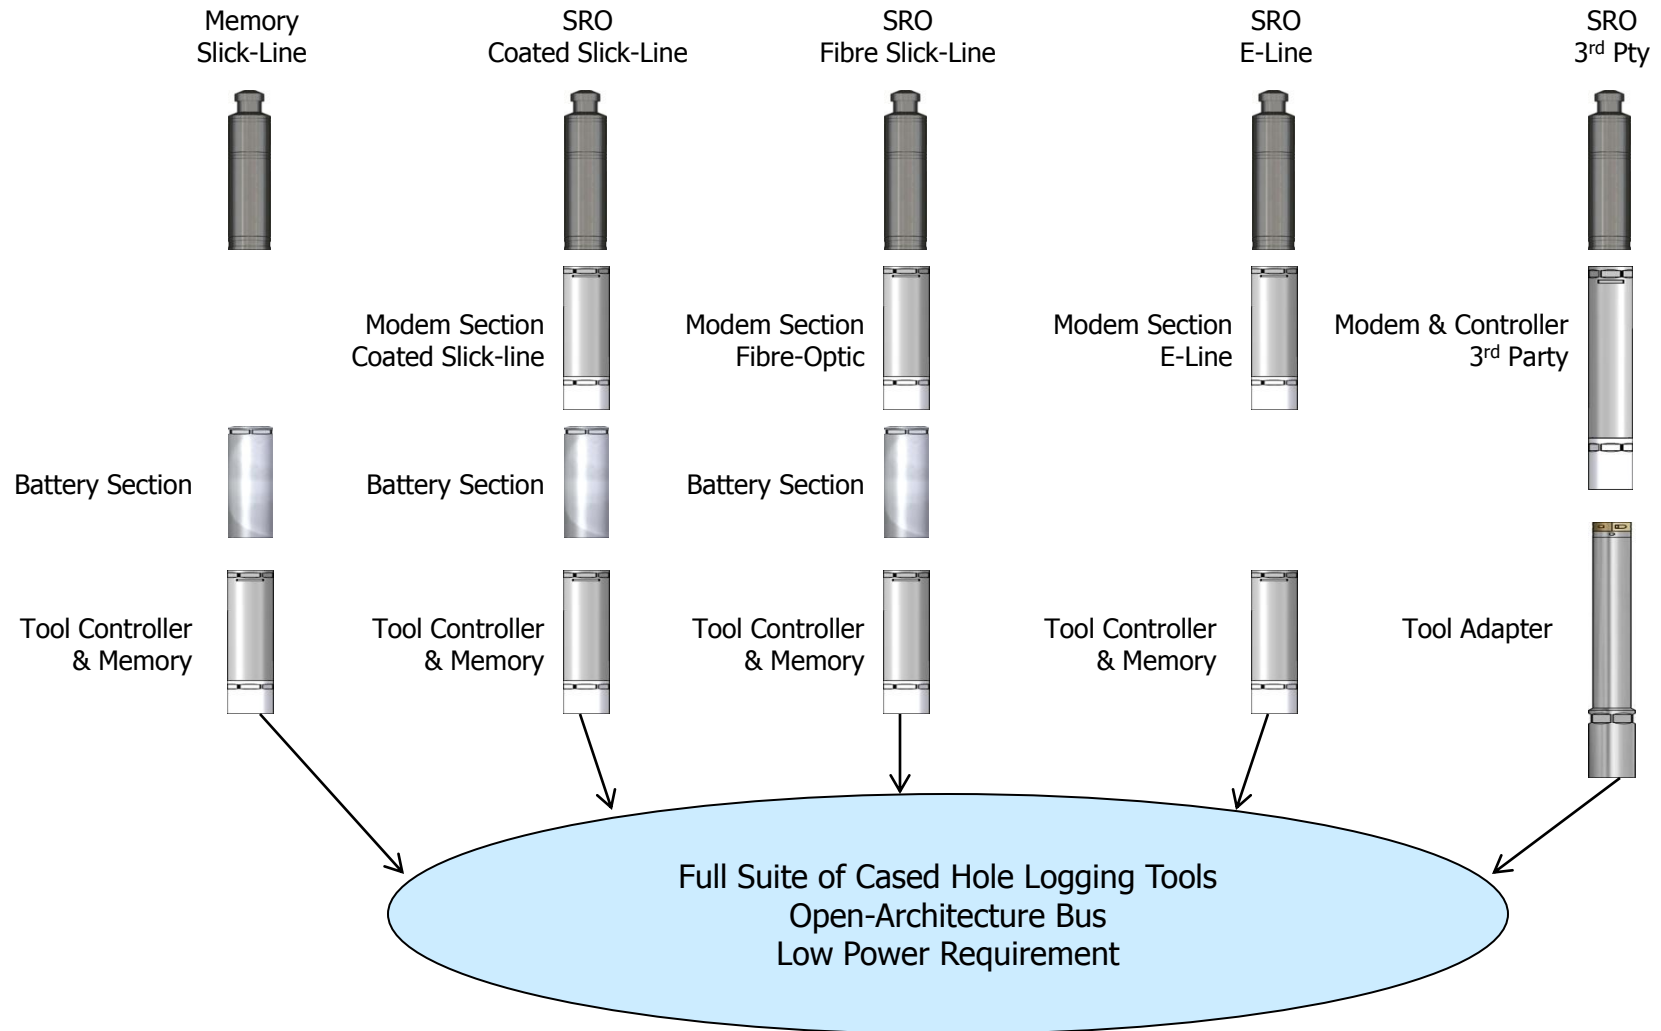 Memory
Slick-Line
SRO
Coated Slick-Line
SRO
Fibre Slick-Line
SRO
E-Line
SRO
3rd Pty
Modem Section
Coated Slick-line
Modem Section
Fibre-Optic
Modem Section
E-Line
Modem & Controller
3rd Party
Battery Section
Battery Section
Battery Section
Tool Controller
& Memory
Tool Controller
& Memory
Tool Controller
& Memory
Tool Controller
& Memory
Tool Adapter
Full Suite of Cased Hole Logging Tools
Open-Architecture Bus
Low Power Requirement